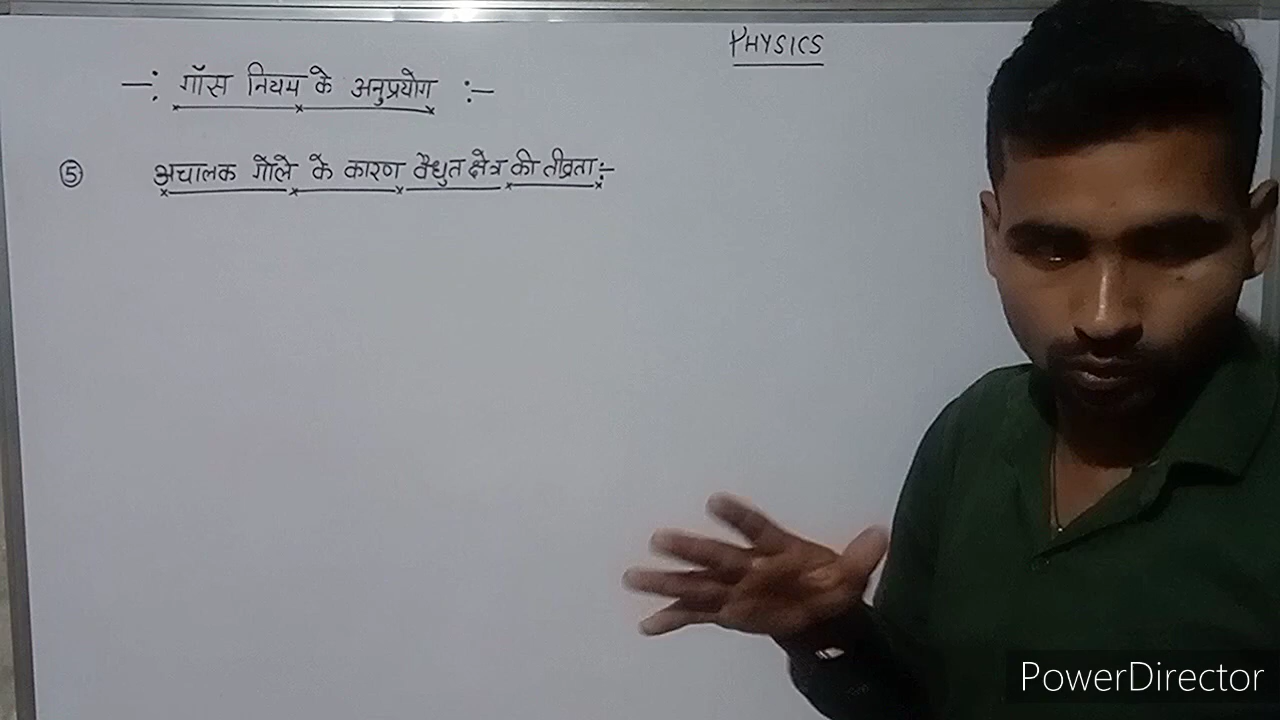 PHYSICS
-: गॉस नियम के अनुप्रयोग :-
⑤ अचालक गोले के कारण वैधुत क्षेत्र की तीव्रता:-
PowerDirector